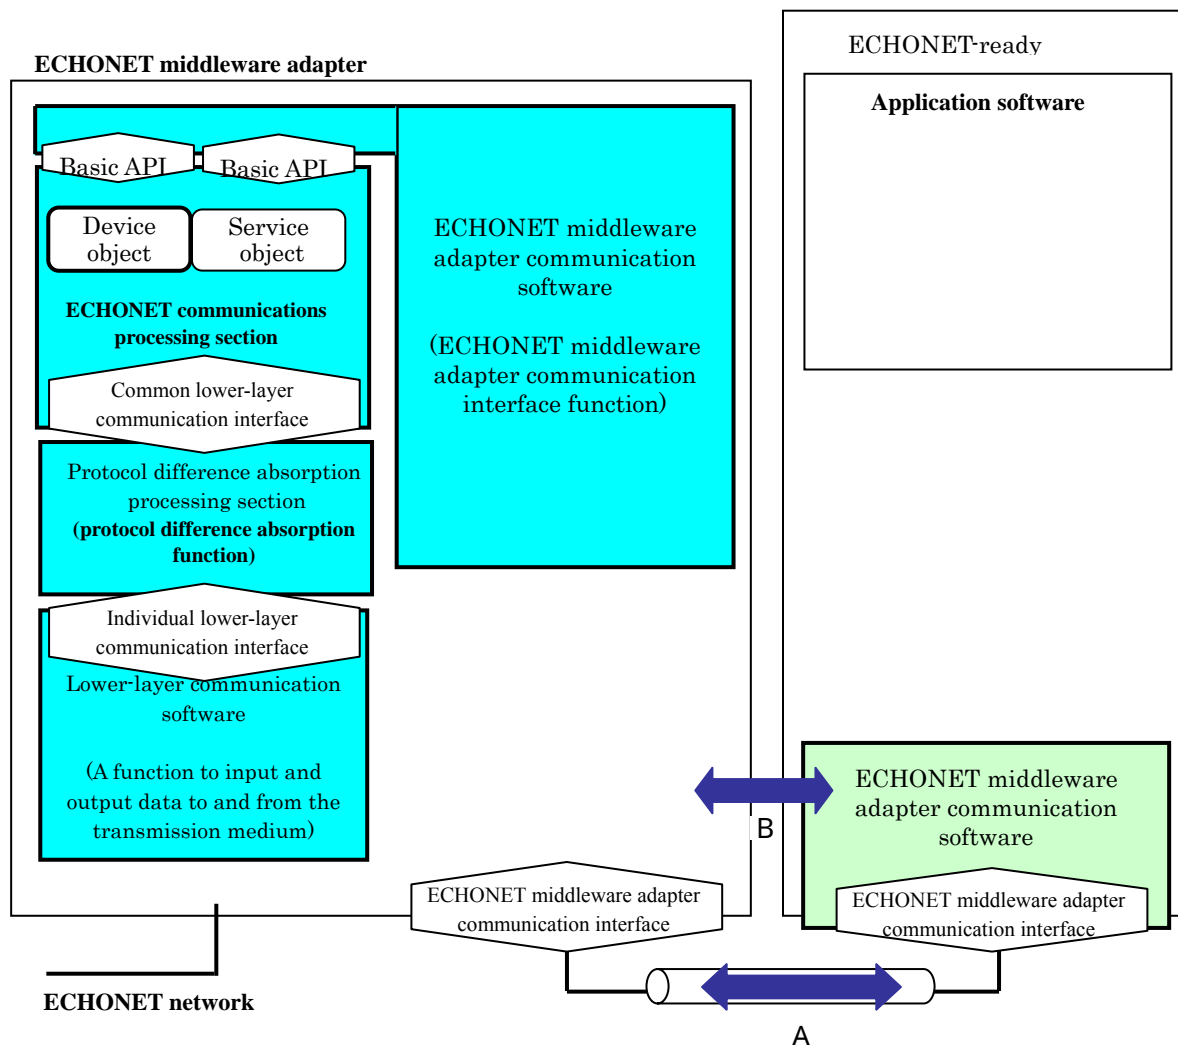 ECHONET middleware adapter
Basic API
Basic API
Device
object
Service
object
ECHONET communications
processing section
Common lower-layer
communication interface
Protocol difference absorption
processing section
(protocol difference absorption
function)
Individual lower-layer
communication interface
Lower-layer communication
software
(A function to input and
output data to and from the
transmission medium)
ECHONET middleware
adapter communication
software
(ECHONET middleware
adapter communication
interface function)
ECHONET middleware adapter
communication interface
ECHONET network
ECHONET-ready
Application software
B
ECHONET middleware
adapter communication
software
ECHONET middleware adapter
communication interface
A